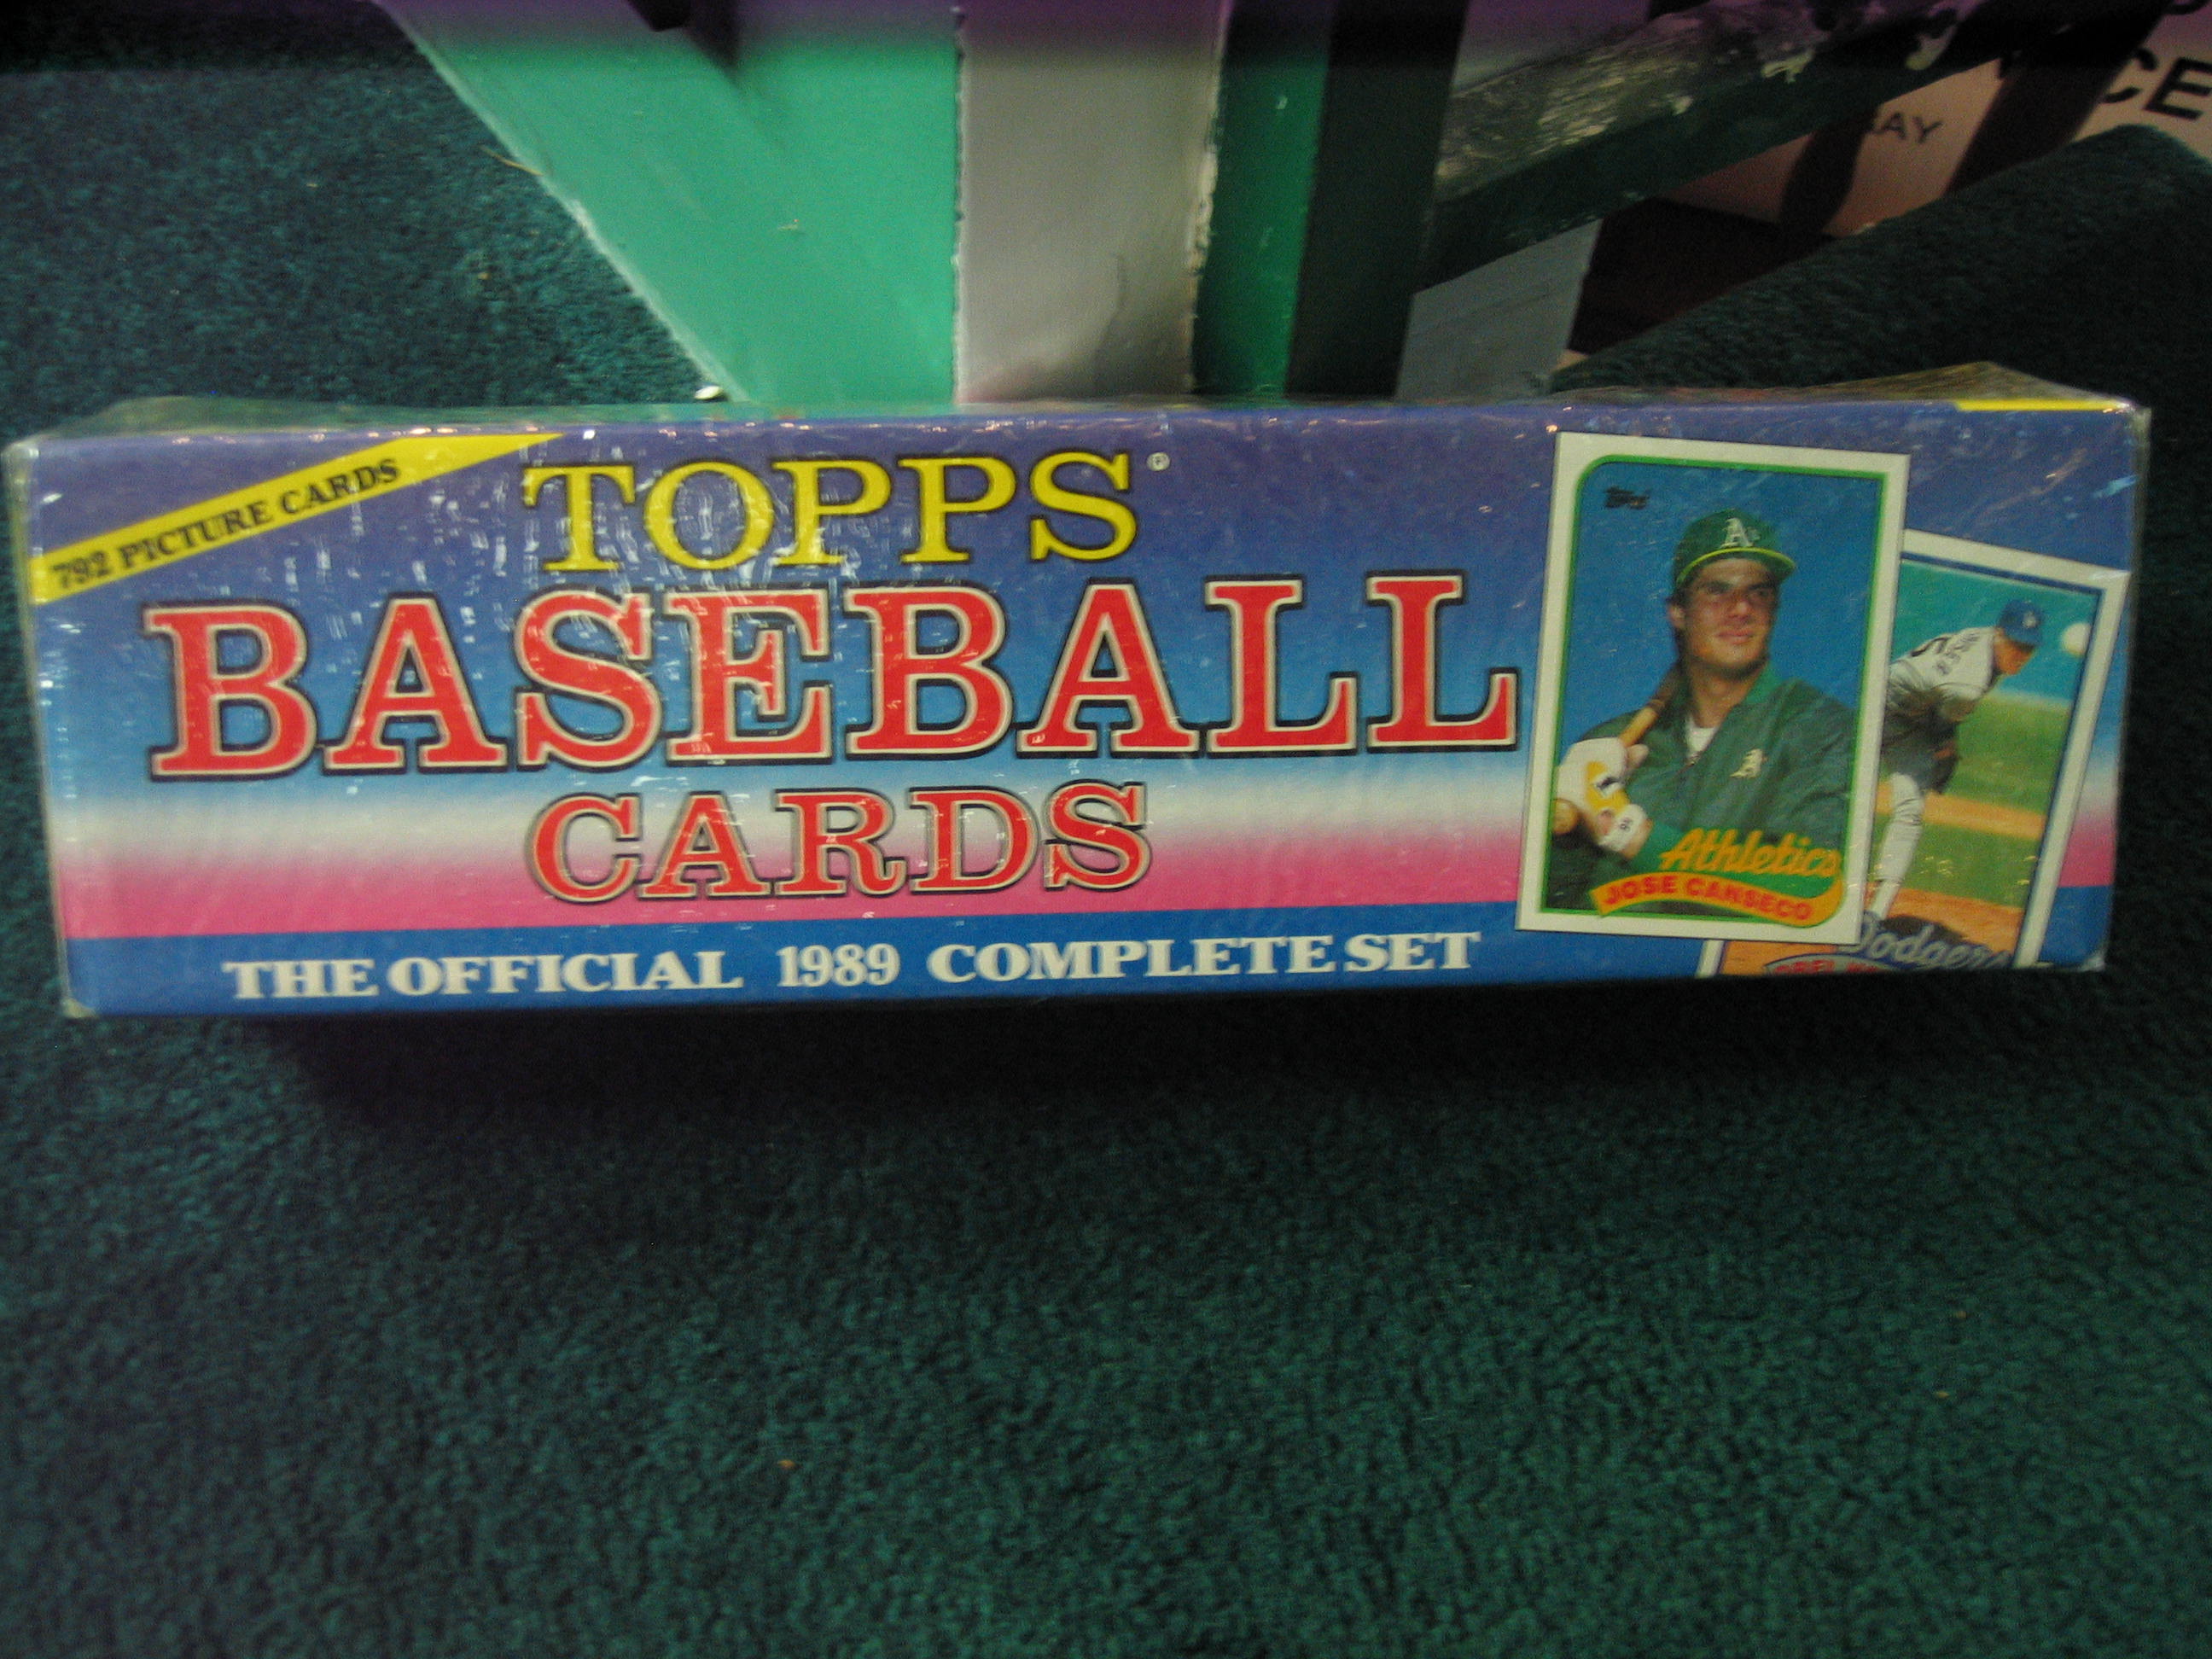 792 PICTURE CARDS
TOPPS®
BASEBALL
CARDS
THE OFFICIAL 1989 COMPLETE SET
Topps
A's
Athletics
JOSE CANSECO
Dodgers